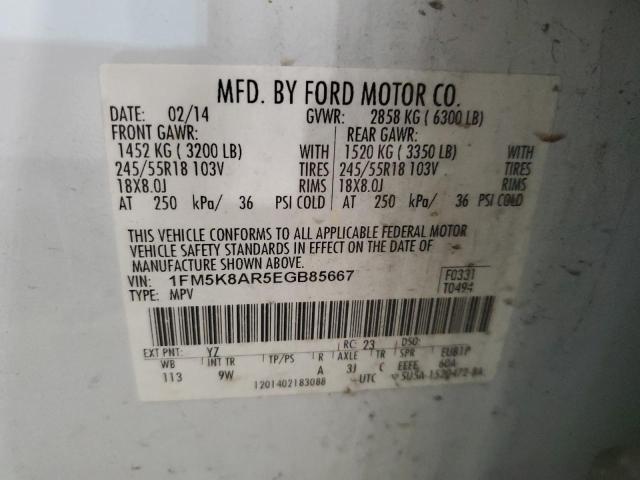 MFD. BY FORD MOTOR CO.
DATE: 02/14 GVWR: 2858 KG ( 6300 LB)
FRONT GAWR: REAR GAWR:
1452 KG ( 3200 LB) WITH 1520 KG ( 3350 LB) WITH
245/55R18 103V TIRES 245/55R18 103V TIRES
18X8.0J RIMS 18X8.0J RIMS
AT 250 kPa/ 36 PSI COLD AT 250 kPa/ 36 PSI COLD
THIS VEHICLE CONFORMS TO ALL APPLICABLE FEDERAL MOTOR
VEHICLE SAFETY STANDARDS IN EFFECT ON THE DATE OF
MANUFACTURE SHOWN ABOVE.
VIN: 1FM5K8AR5EGB85667 F0331
TYPE: MPV T0494
EXT PNT: YZ RC: 23 DSO:
WB INT TR TP/PS R AXLE TR SPR EUB1P
113 9W A 3J C EEFE 60A
1201402183088 UTC